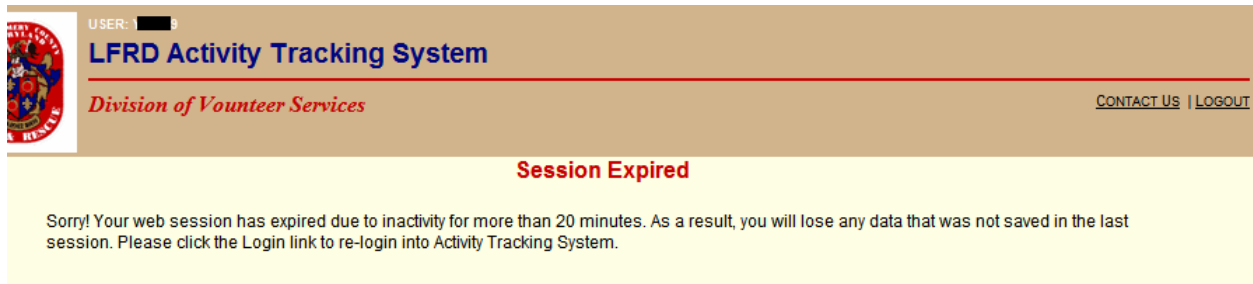 USER:
LFRD Activity Tracking System
Division of Vounteer Services
CONTACT US | LOGOUT
Session Expired
Sorry! Your web session has expired due to inactivity for more than 20 minutes. As a result, you will lose any data that was not saved in the last
session. Please click the Login link to re-login into Activity Tracking System.